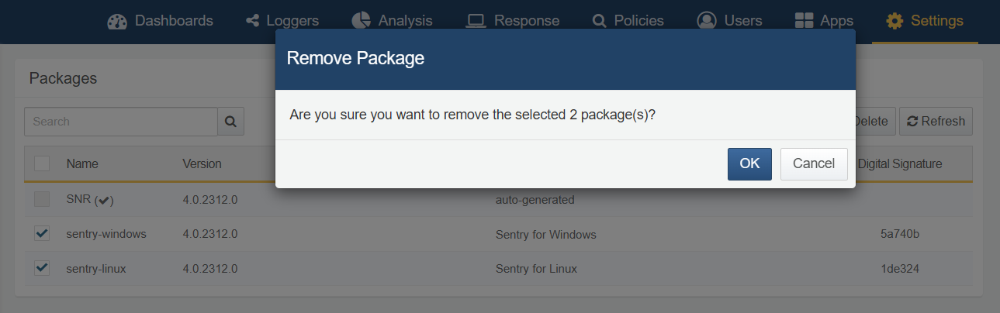 Dashboards Loggers Analysis Response Policies Users Apps Settings
Remove Package
Packages
Are you sure you want to remove the selected 2 package(s)?
Search
Delete Refresh
OK Cancel
Name Version Digital Signature
SNR (✔) 4.0.2312.0 auto-generated
sentry-windows 4.0.2312.0 Sentry for Windows 5a740b
sentry-linux 4.0.2312.0 Sentry for Linux 1de324